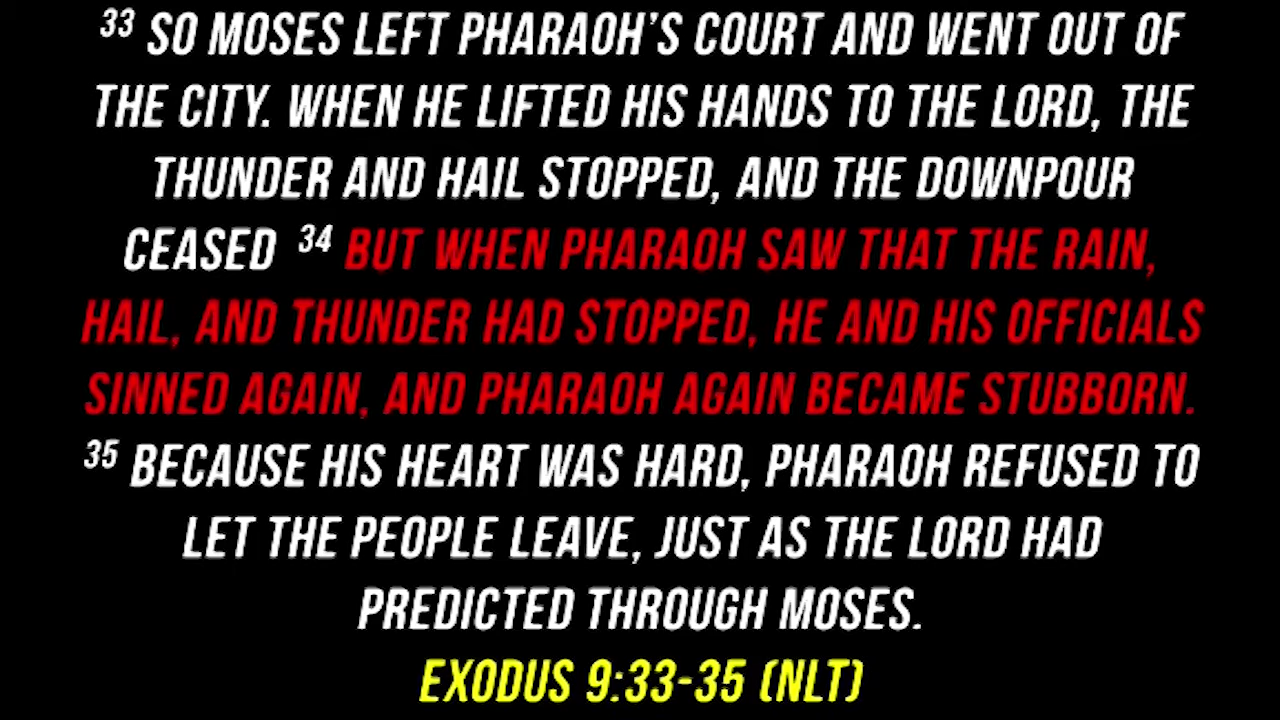 33 SO MOSES LEFT PHARAOH’S COURT AND WENT OUT OF
THE CITY. WHEN HE LIFTED HIS HANDS TO THE LORD, THE
THUNDER AND HAIL STOPPED, AND THE DOWNPOUR
CEASED 34 BUT WHEN PHARAOH SAW THAT THE RAIN,
HAIL, AND THUNDER HAD STOPPED, HE AND HIS OFFICIALS
SINNED AGAIN, AND PHARAOH AGAIN BECAME STUBBORN.
35 BECAUSE HIS HEART WAS HARD, PHARAOH REFUSED TO
LET THE PEOPLE LEAVE, JUST AS THE LORD HAD
PREDICTED THROUGH MOSES.
EXODUS 9:33-35 (NLT)